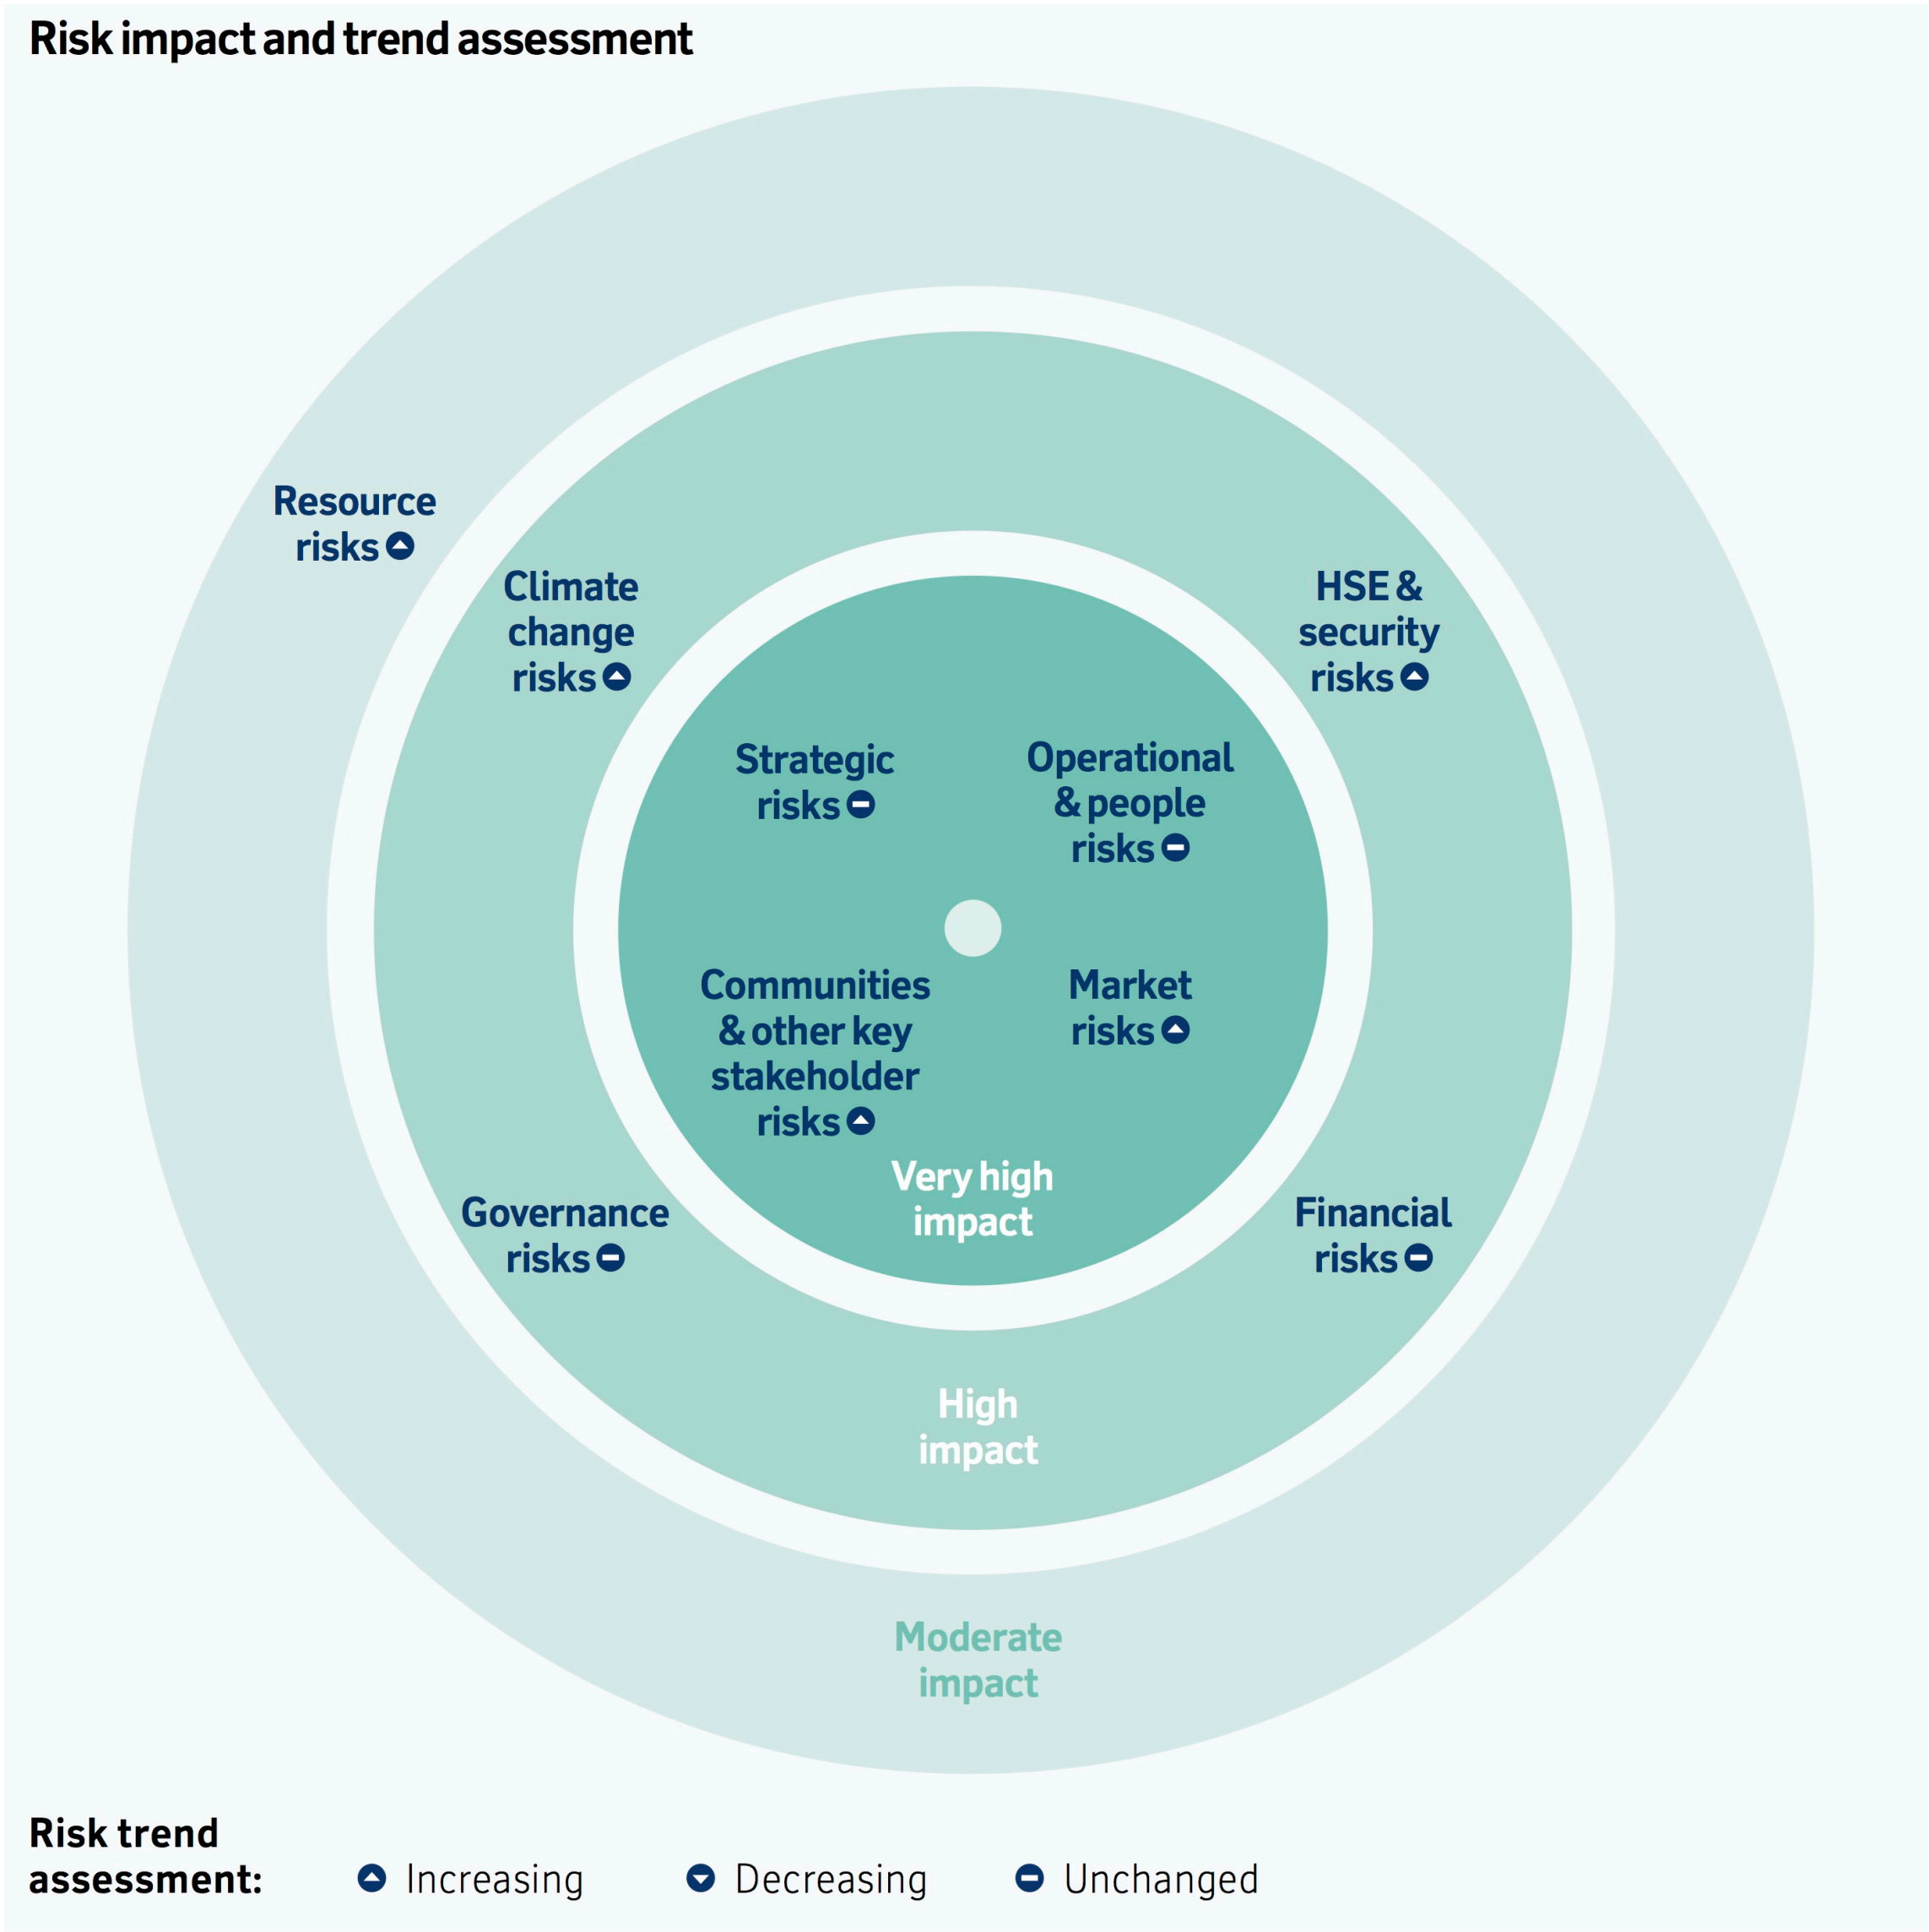 Risk impact and trend assessment
Resource
risks
Climate
change
risks
HSE &
security
risks
Strategic
risks
Operational
& people
risks
Communities
& other key
stakeholder
risks
Market
risks
Very high
impact
Governance
risks
Financial
risks
High
impact
Moderate
impact
Risk trend
assessment:
Increasing
Decreasing
Unchanged